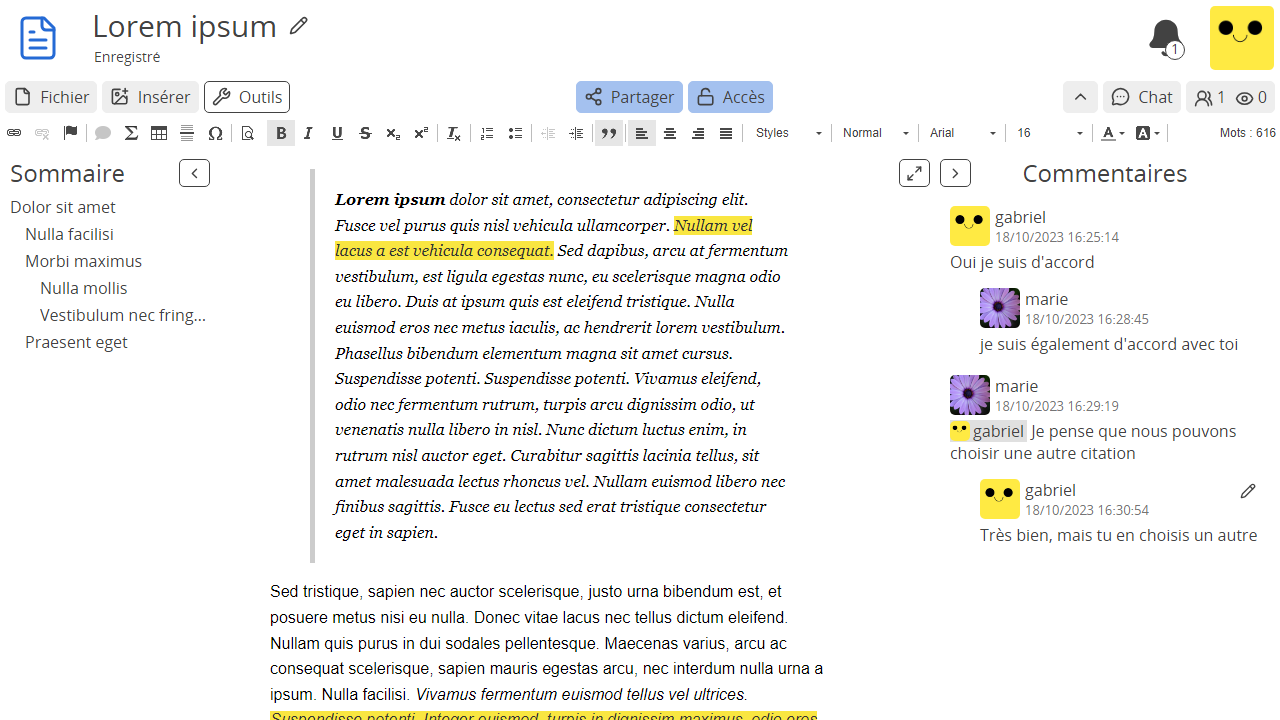 Lorem ipsum
Enregistré
1
Fichier Insérer Outils Partager Accès Chat 1 0
Styles Normal Arial 16 Mots : 616
Sommaire
Dolor sit amet
Nulla facilisi
Morbi maximus
Nulla mollis
Vestibulum nec fring...
Praesent eget
Lorem ipsum dolor sit amet, consectetur adipiscing elit.
Fusce vel purus quis nisl vehicula ullamcorper. Nullam vel
lacus a est vehicula consequat. Sed dapibus, arcu at fermentum
vestibulum, est ligula egestas nunc, eu scelerisque magna odio
eu libero. Duis at ipsum quis est eleifend tristique. Nulla
euismod eros nec metus iaculis, ac hendrerit lorem vestibulum.
Phasellus bibendum elementum magna sit amet cursus.
Suspendisse potenti. Suspendisse potenti. Vivamus eleifend,
odio nec fermentum rutrum, turpis arcu dignissim odio, ut
venenatis nulla libero in nisl. Nunc dictum luctus enim, in
rutrum nisl auctor eget. Curabitur sagittis lacinia tellus, sit
amet malesuada lectus rhoncus vel. Nullam euismod libero nec
finibus sagittis. Fusce eu lectus sed erat tristique consectetur
eget in sapien.
Sed tristique, sapien nec auctor scelerisque, justo urna bibendum est, et
posuere metus nisi eu nulla. Donec vitae lacus nec tellus dictum eleifend.
Nullam quis purus in dui sodales pellentesque. Maecenas varius, arcu ac
consequat scelerisque, sapien mauris egestas arcu, nec interdum nulla urna a
ipsum. Nulla facilisi. Vivamus fermentum euismod tellus vel ultrices.
Suspendisse potenti. Integer euismod, turpis in dignissim maximus, odio eros
Commentaires
gabriel
18/10/2023 16:25:14
Oui je suis d'accord
marie
18/10/2023 16:28:45
je suis également d'accord avec toi
marie
18/10/2023 16:29:19
gabriel Je pense que nous pouvons
choisir une autre citation
gabriel
18/10/2023 16:30:54
Très bien, mais tu en choisis un autre